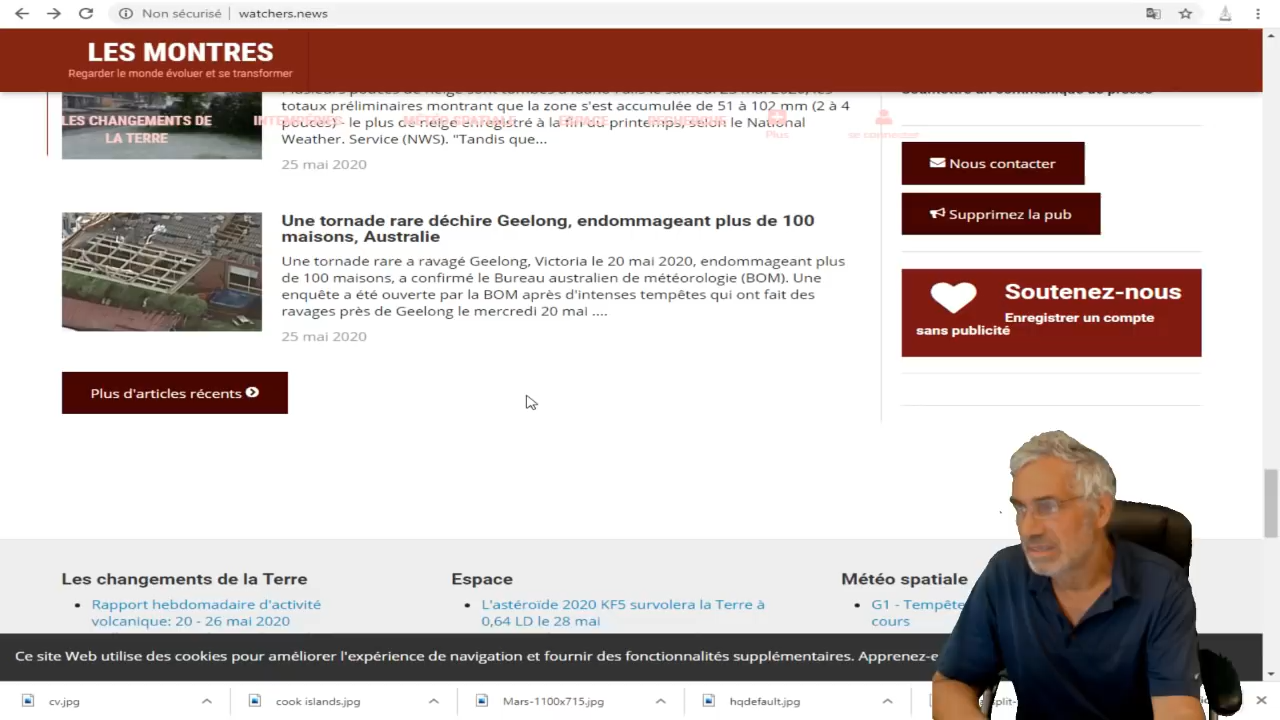 Non sécurisé watchers.news
LES MONTRES
Regarder le monde évoluer et se transformer
LES CHANGEMENTS DE
LA TERRE
ESPACE
Plus
se connecter
totaux préliminaires montrant que la zone s'est accumulée de 51 à 102 mm (2 à 4
pouces) - le plus de neige enregistré à la fin du printemps, selon le National
Weather. Service (NWS). "Tandis que...
25 mai 2020
Une tornade rare déchire Geelong, endommageant plus de 100
maisons, Australie
Une tornade rare a ravagé Geelong, Victoria le 20 mai 2020, endommageant plus
de 100 maisons, a confirmé le Bureau australien de météorologie (BOM). Une
enquête a été ouverte par la BOM après d'intenses tempêtes qui ont fait des
ravages près de Geelong le mercredi 20 mai ....
25 mai 2020
Plus d'articles récents
Nous contacter
Supprimez la pub
Soutenez-nous
Enregistrer un compte
sans publicité
Les changements de la Terre
Rapport hebdomadaire d'activité
volcanique: 20 - 26 mai 2020
Espace
L'astéroïde 2020 KF5 survolera la Terre à
0,64 LD le 28 mai
Météo spatiale
G1 - Tempête
cours
Ce site Web utilise des cookies pour améliorer l'expérience de navigation et fournir des fonctionnalités supplémentaires.
cv.jpg
cook islands.jpg
Mars-1100x715.jpg
hqdefault.jpg